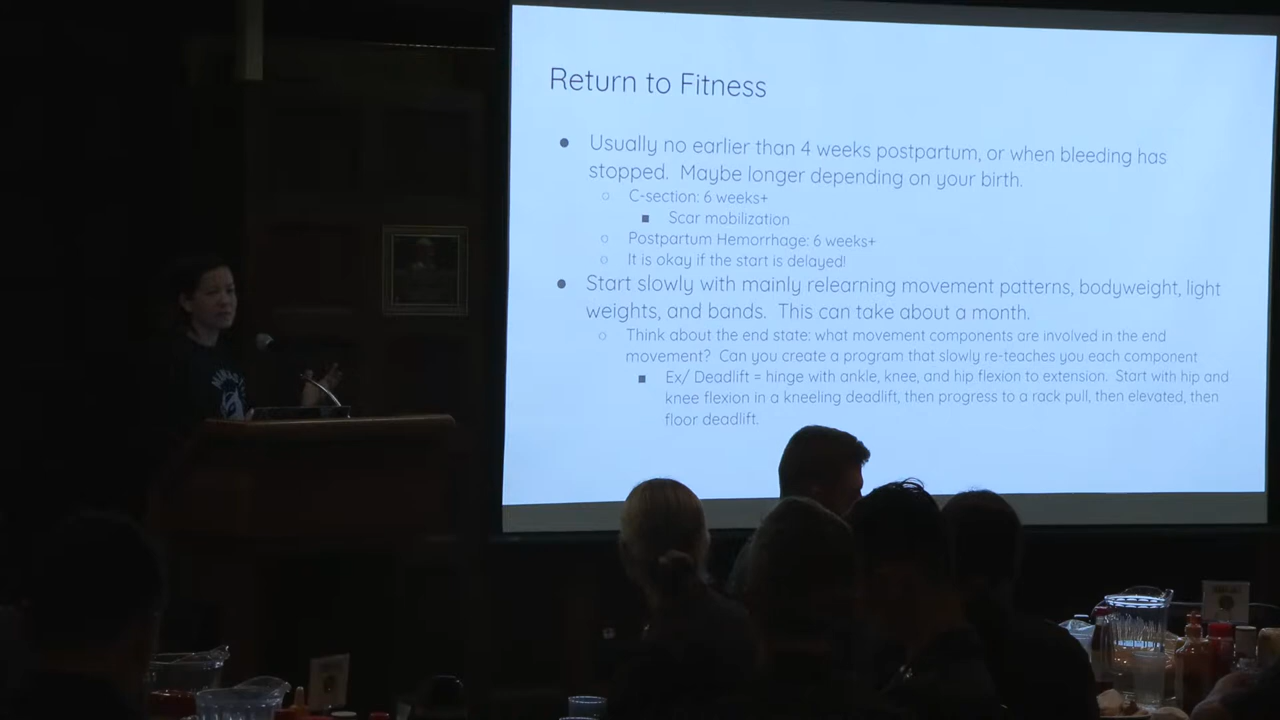 Return to Fitness
● Usually no earlier than 4 weeks postpartum, or when bleeding has
stopped. Maybe longer depending on your birth.
○ C-section: 6 weeks+
■ Scar mobilization
○ Postpartum Hemorrhage: 6 weeks+
○ It is okay if the start is delayed!
● Start slowly with mainly relearning movement patterns, bodyweight, light
weights, and bands. This can take about a month.
○ Think about the end state: what movement components are involved in the end
movement? Can you create a program that slowly re-teaches you each component
■ Ex/ Deadlift = hinge with ankle, knee, and hip flexion to extension. Start with hip and
knee flexion in a kneeling deadlift, then progress to a rack pull, then elevated, then
floor deadlift.